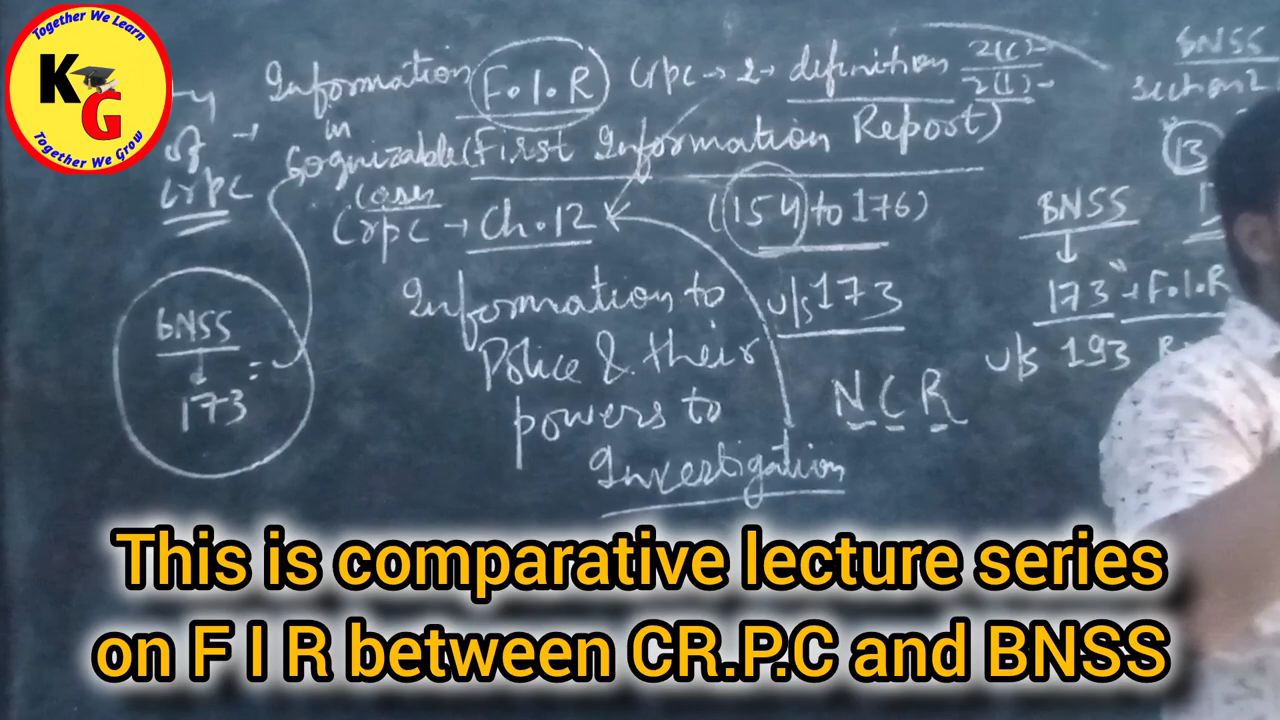 Together We Learn
KG
Together We Grow
Information F.I.R Crpc → 2 → definition 2(c)
2(l)
in
of → Cognizable (First Information Report)
crpc cases
Crpc → Ch.12 (154 to 176)
Information to u/s 173
Police & their
powers to NCR
Investigation
BNSS
173
BNSS
Section 2
13
BNSS
173 → F.I.R
u/s 193
This is comparative lecture series
on F I R between CR.P.C and BNSS